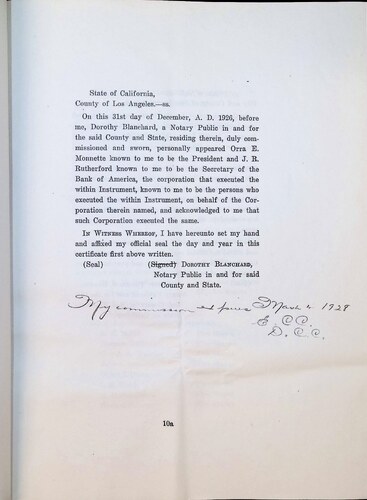 State of California,
County of Los Angeles.—ss.
On this 31st day of December, A. D. 1926, before
me, Dorothy Blanchard, a Notary Public in and for
the said County and State, residing therein, duly com-
missioned and sworn, personally appeared Orra E.
Monnette known to me to be the President and J. R.
Rutherford known to me to be the Secretary of the
Bank of America, the corporation that executed the
within Instrument, known to me to be the persons who
executed the within Instrument, on behalf of the Cor-
poration therein named, and acknowledged to me that
such Corporation executed the same.
In Witness Whereof, I have hereunto set my hand
and affixed my official seal the day and year in this
certificate first above written.
(Seal) (Signed) Dorothy Blanchard,
Notary Public in and for said
County and State.
My commission expires March 1929
E. CC.
D. C.C.
10a